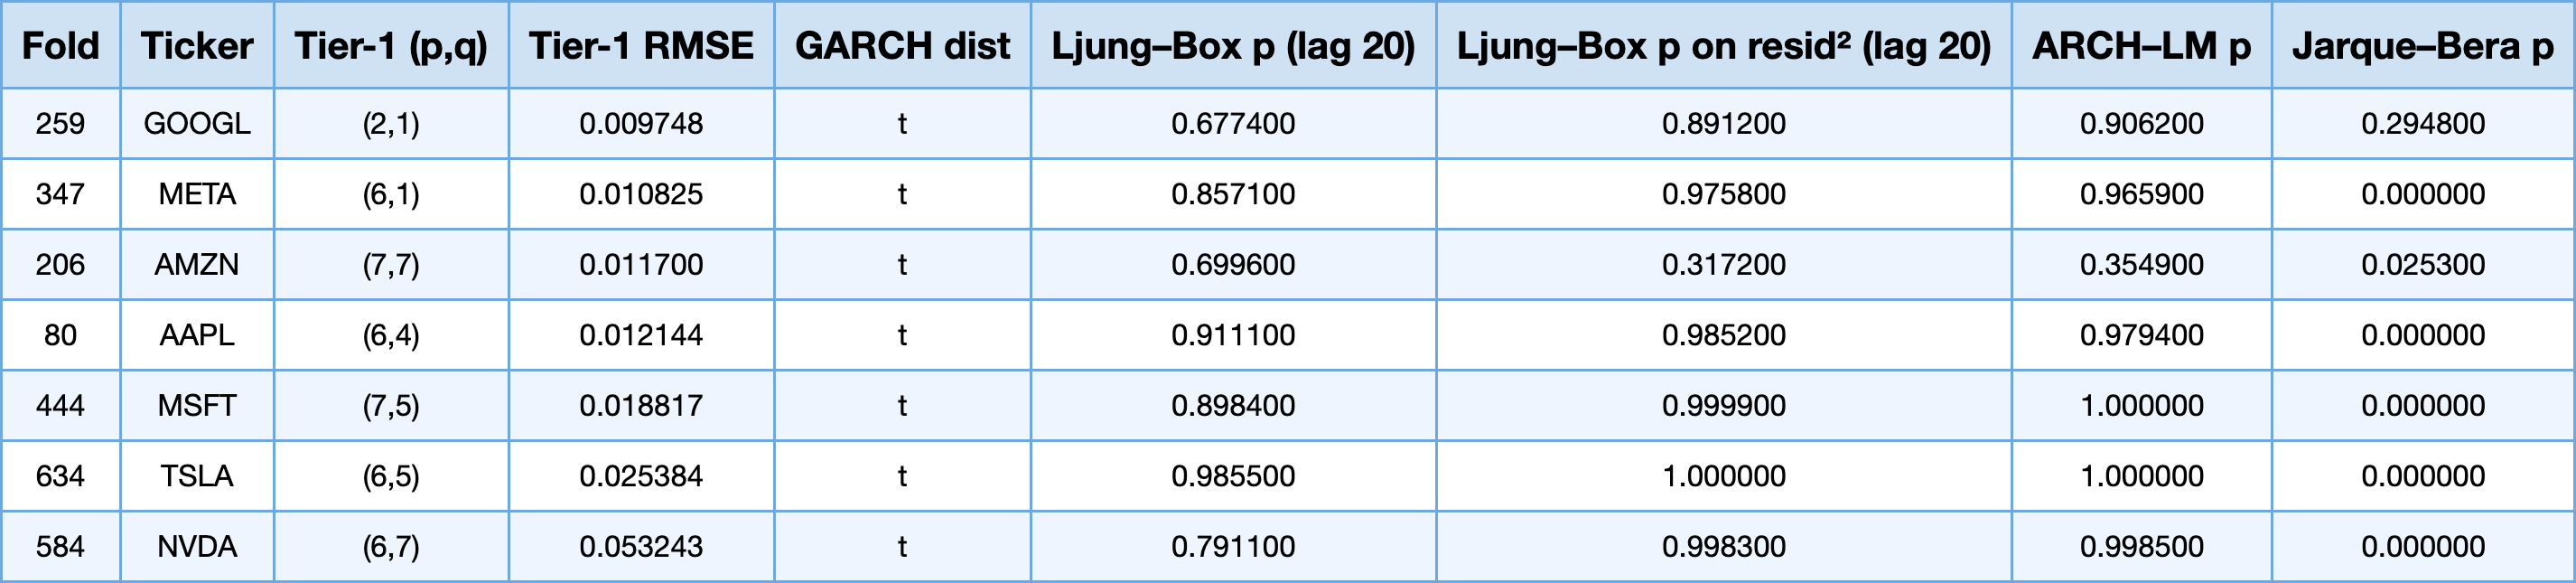 Fold Ticker Tier-1 (p,q) Tier-1 RMSE GARCH dist Ljung–Box p (lag 20) Ljung–Box p on resid² (lag 20) ARCH–LM p Jarque–Bera p
259 GOOGL (2,1) 0.009748 t 0.677400 0.891200 0.906200 0.294800
347 META (6,1) 0.010825 t 0.857100 0.975800 0.965900 0.000000
206 AMZN (7,7) 0.011700 t 0.699600 0.317200 0.354900 0.025300
80 AAPL (6,4) 0.012144 t 0.911100 0.985200 0.979400 0.000000
444 MSFT (7,5) 0.018817 t 0.898400 0.999900 1.000000 0.000000
634 TSLA (6,5) 0.025384 t 0.985500 1.000000 1.000000 0.000000
584 NVDA (6,7) 0.053243 t 0.791100 0.998300 0.998500 0.000000